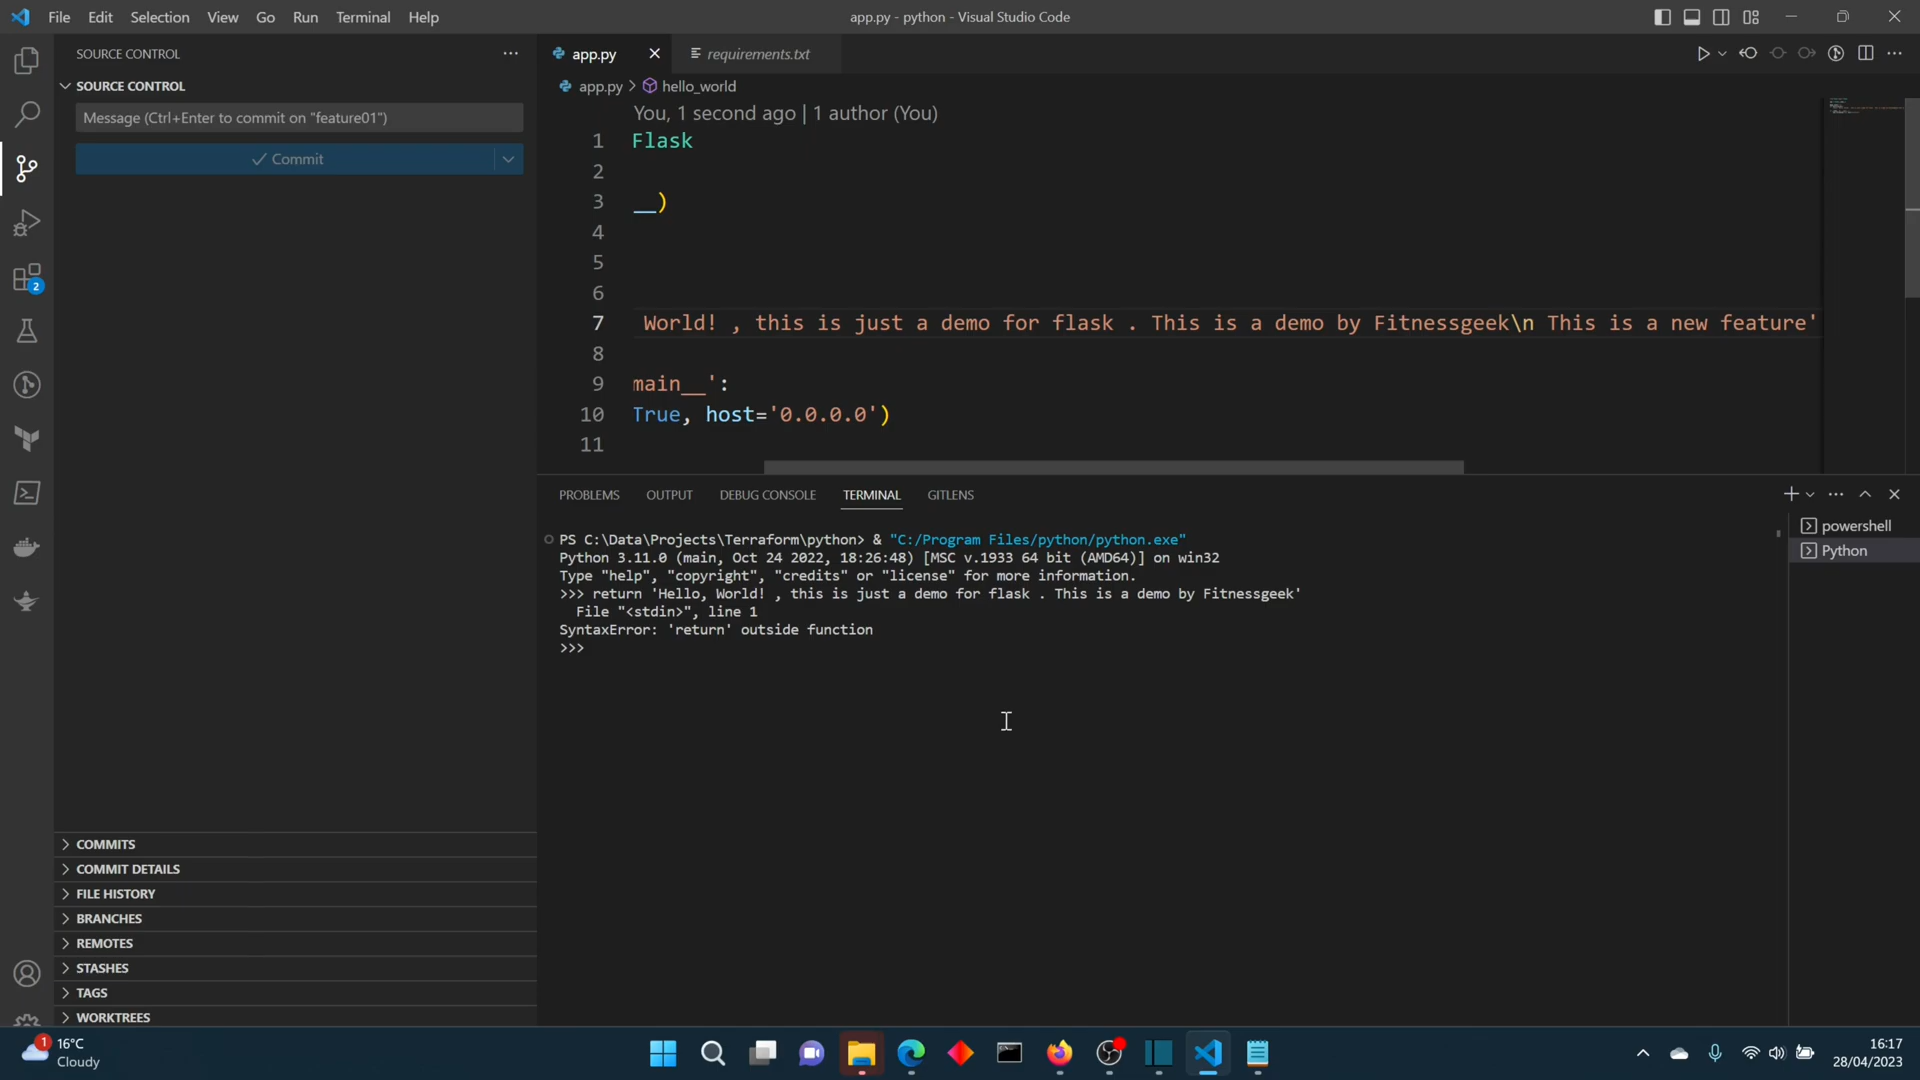 File Edit Selection View Go Run Terminal Help
app.py - python - Visual Studio Code
SOURCE CONTROL
SOURCE CONTROL
Message (Ctrl+Enter to commit on "feature01")
Commit
2
app.py
requirements.txt
app.py > hello_world
You, 1 second ago | 1 author (You)
1 Flask
2
3 __)
4
5
6
7 World! , this is just a demo for flask . This is a demo by Fitnessgeek\n This is a new feature'
8
9 main__':
10 True, host='0.0.0.0')
11
PROBLEMS OUTPUT DEBUG CONSOLE TERMINAL GITLENS
PS C:\Data\Projects\Terraform\python> & "C:/Program Files/python/python.exe"
Python 3.11.0 (main, Oct 24 2022, 18:26:48) [MSC v.1933 64 bit (AMD64)] on win32
Type "help", "copyright", "credits" or "license" for more information.
>>> return 'Hello, World! , this is just a demo for flask . This is a demo by Fitnessgeek'
File "<stdin>", line 1
SyntaxError: 'return' outside function
>>>
powershell
Python
COMMITS
COMMIT DETAILS
FILE HISTORY
BRANCHES
REMOTES
STASHES
TAGS
WORKTREES
1
16°C
Cloudy
16:17
28/04/2023